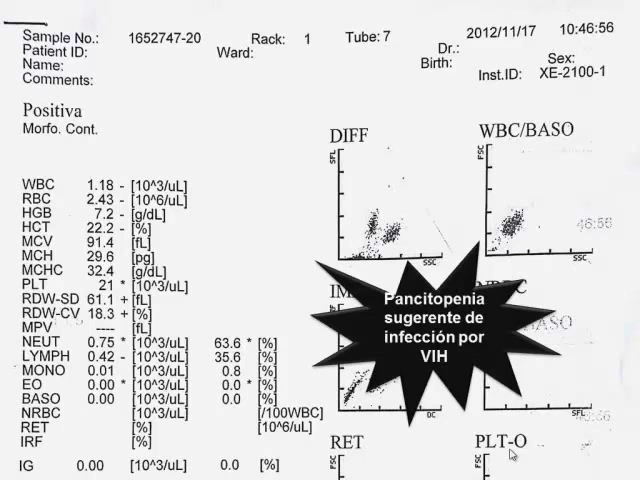 Sample No.: 1652747-20 Rack: 1 Tube: 7 2012/11/17 10:46:56
Patient ID: Ward: Dr.:
Name: Birth: Sex:
Comments: Inst.ID: XE-2100-1
Positiva
Morfo. Cont.
DIFF WBC/BASO
SFL FSC
SSC SSC
WBC 1.18 - [10^3/uL]
RBC 2.43 - [10^6/uL]
HGB 7.2 - [g/dL]
HCT 22.2 - [%]
MCV 91.4 [fL]
MCH 29.6 [pg]
MCHC 32.4 [g/dL]
PLT 21 * [10^3/uL]
RDW-SD 61.1 + [fL]
RDW-CV 18.3 + [%]
MPV ---- [fL]
NEUT 0.75 * [10^3/uL] 63.6 * [%]
LYMPH 0.42 - [10^3/uL] 35.6 [%]
MONO 0.01 [10^3/uL] 0.8 [%]
EO 0.00 * [10^3/uL] 0.0 * [%]
BASO 0.00 [10^3/uL] 0.0 [%]
NRBC [10^3/uL] [/100WBC]
RET [%] [10^6/uL]
IRF [%]
IG 0.00 [10^3/uL] 0.0 [%]
Pancitopenia
sugerente de
infección por
VIH
DC SFL
RET PLT-O
FSC FSC